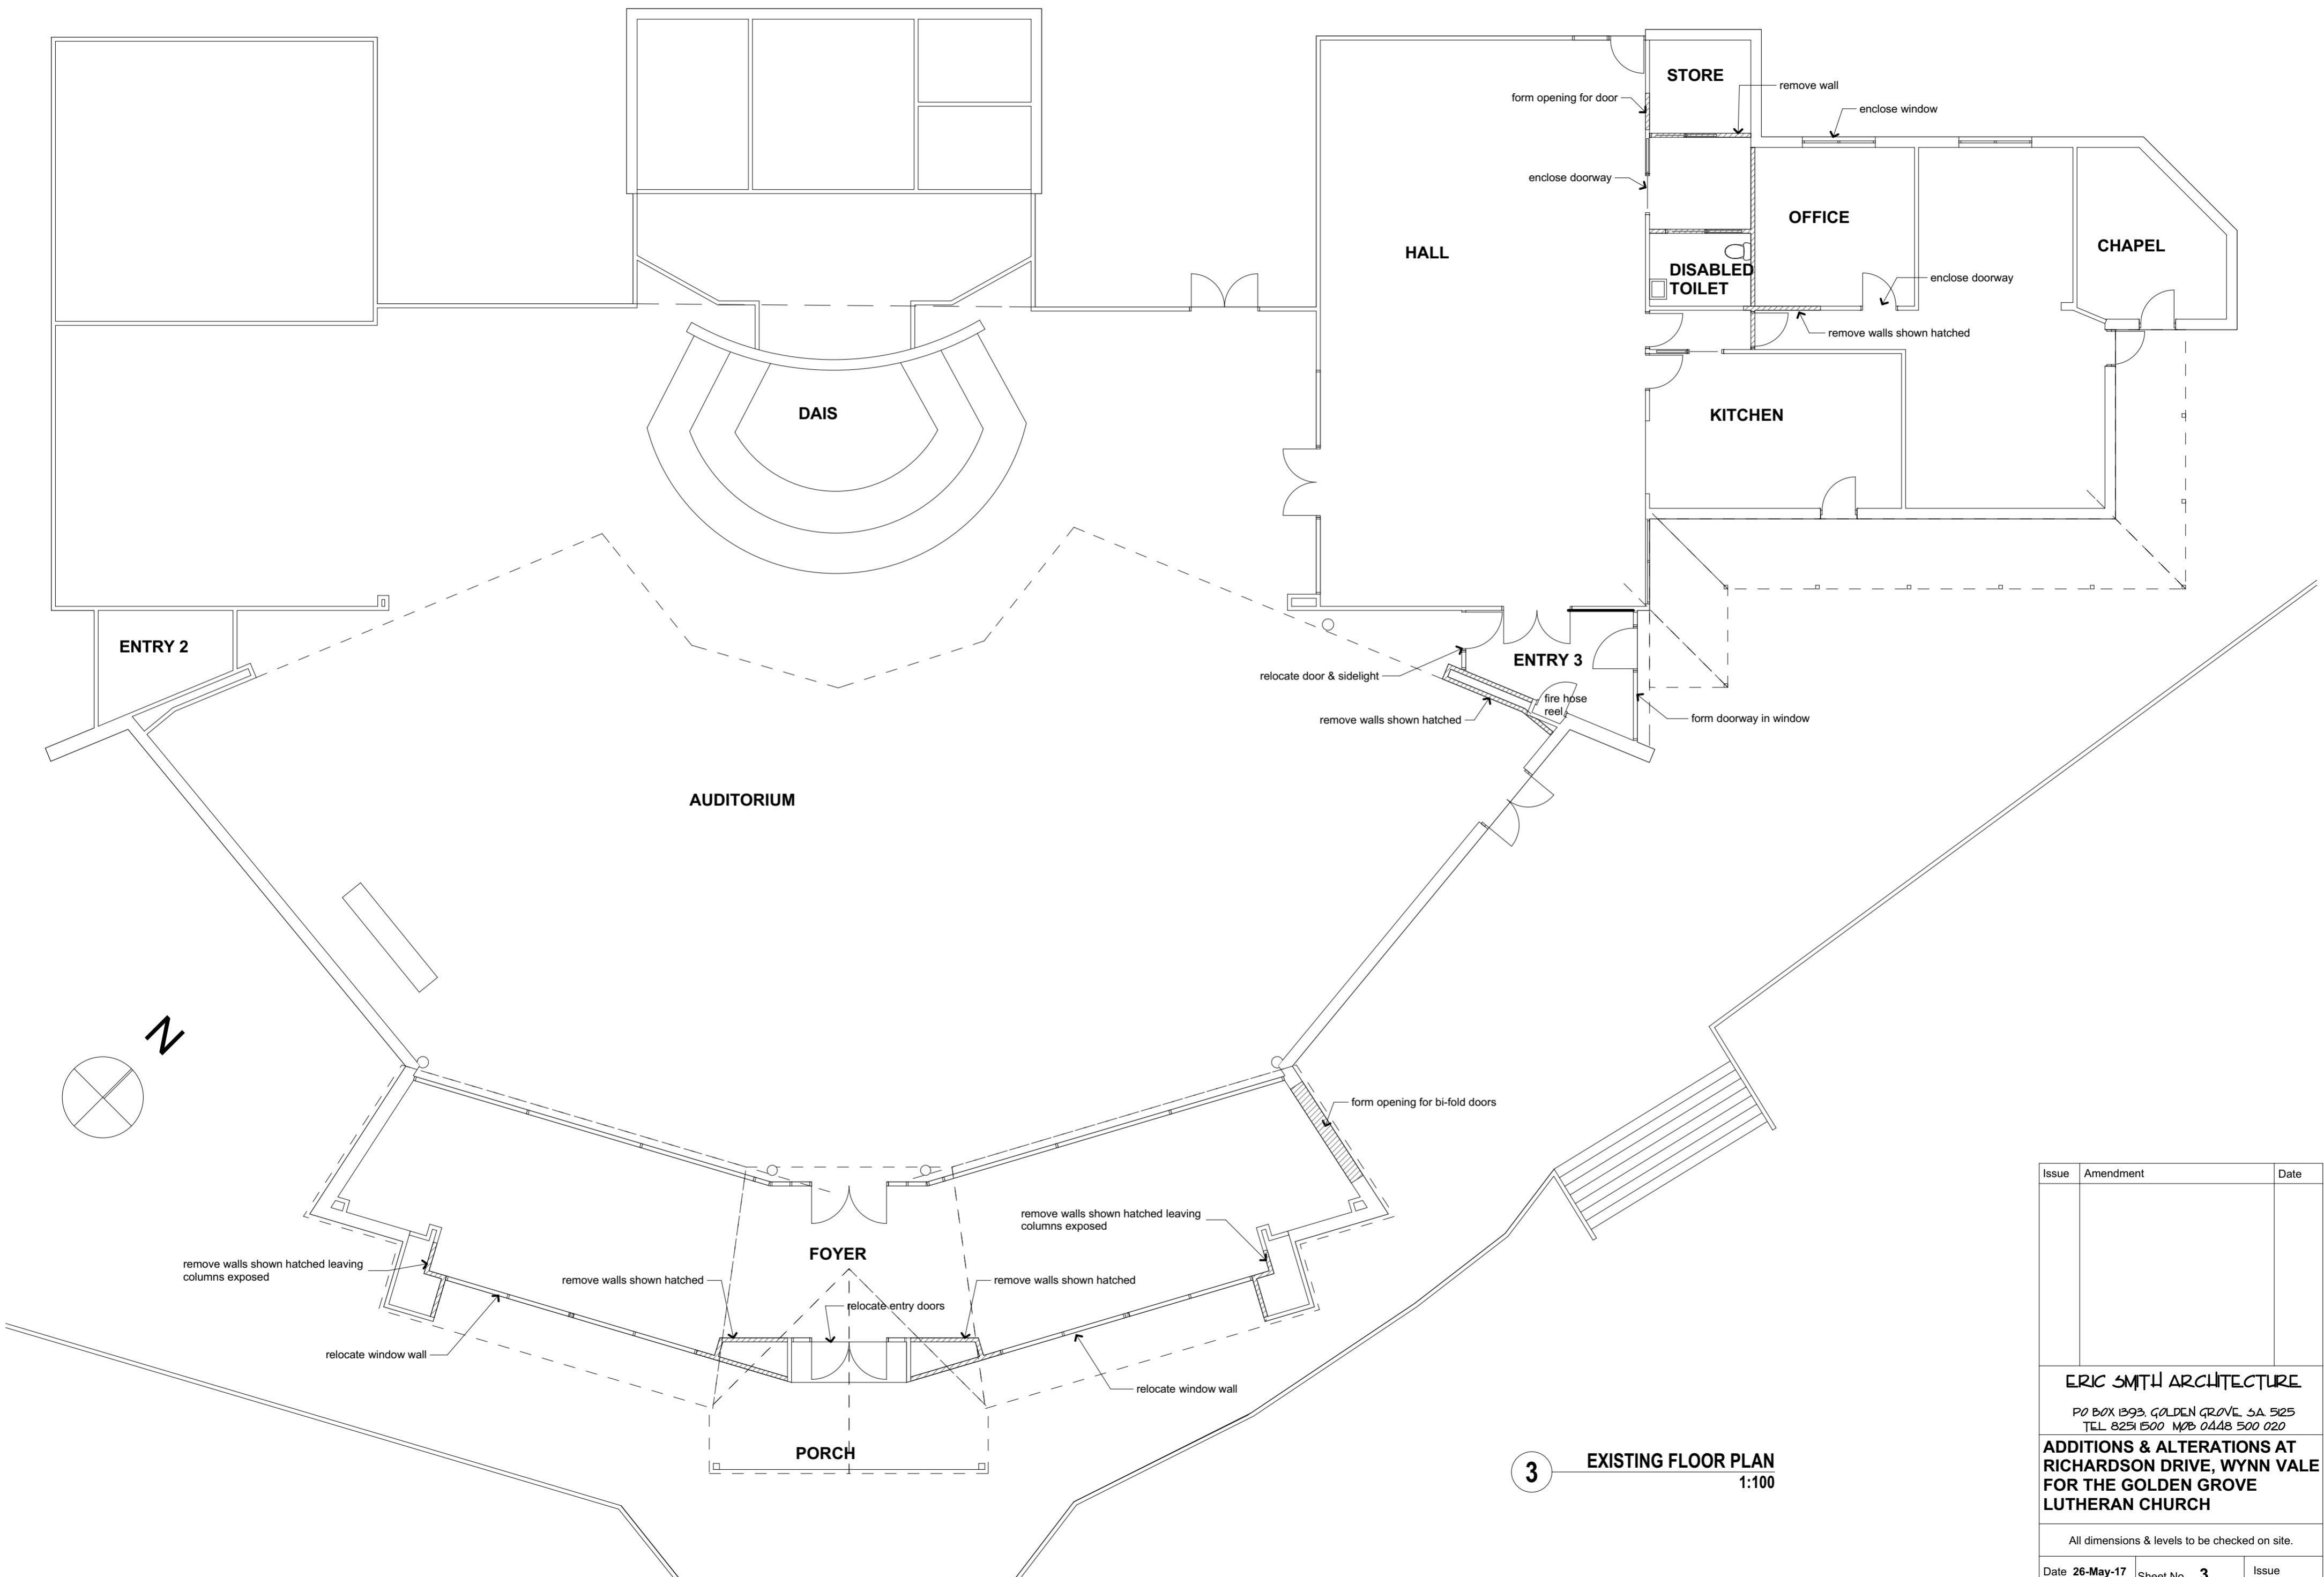 STORE
remove wall
form opening for door
enclose window
enclose doorway
OFFICE
HALL
CHAPEL
DISABLED
TOILET
enclose doorway
remove walls shown hatched
DAIS
KITCHEN
ENTRY 2
ENTRY 3
relocate door & sidelight
fire hose
reel
remove walls shown hatched
form doorway in window
AUDITORIUM
N
form opening for bi-fold doors
remove walls shown hatched leaving
columns exposed
FOYER
remove walls shown hatched leaving
columns exposed
remove walls shown hatched
remove walls shown hatched
relocate entry doors
relocate window wall
relocate window wall
PORCH
3
EXISTING FLOOR PLAN
1:100
Issue Amendment Date
ERIC SMITH ARCHITECTURE
PO BOX 1393, GOLDEN GROVE, S.A. 5125
TEL 8251 1500 MOB 0448 500 020
ADDITIONS & ALTERATIONS AT
RICHARDSON DRIVE, WYNN VALE
FOR THE GOLDEN GROVE
LUTHERAN CHURCH
All dimensions & levels to be checked on site.
Date 26-May-17 Sheet No. 3 Issue